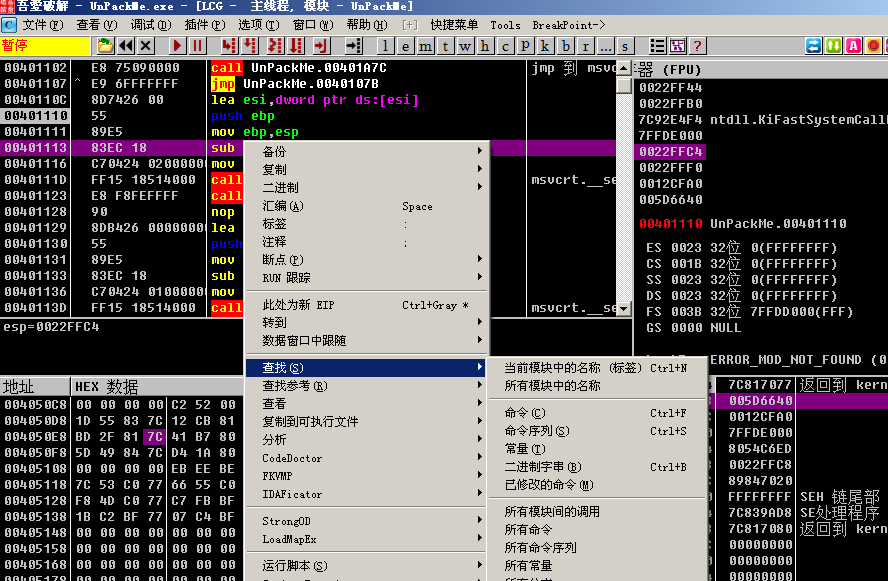 吾爱破解 - UnPackMe.exe - [LCG - 主线程, 模块 - UnPackMe]
文件(F) 查看(V) 调试(D) 插件(P) 选项(T) 窗口(W) 帮助(H) [+] 快捷菜单 Tools BreakPoint->
暂停
l e m t w h c p k b r ... s
?
00401102 E8 75090000 call UnPackMe.00401A7C jmp 到 msvc
00401107 ^ E9 6FFFFFFF jmp UnPackMe.0040107B
0040110C 8D7426 00 lea esi,dword ptr ds:[esi]
00401110 55 push ebp
00401111 89E5 mov ebp,esp
00401113 83EC 18 sub
00401116 C70424 02000000 mov
0040111D FF15 18514000 call msvcrt.__se
00401123 E8 F8FEFFFF call
00401128 90 nop
00401129 8DB426 00000000 lea
00401130 55 push
00401131 89E5 mov
00401133 83EC 18 sub
00401136 C70424 01000000 mov
0040113D FF15 18514000 call msvcrt.__se
esp=0022FFC4
器 (FPU)
0022FF44
0022FFB0
7C92E4F4 ntdll.KiFastSystemCall
7FFDE000
0022FFC4
0022FFF0
0012CFA0
005D6640
00401110 UnPackMe.00401110
ES 0023 32位 0(FFFFFFFF)
CS 001B 32位 0(FFFFFFFF)
SS 0023 32位 0(FFFFFFFF)
DS 0023 32位 0(FFFFFFFF)
FS 003B 32位 7FFDD000(FFF)
GS 0000 NULL
ERROR_MOD_NOT_FOUND (0
备份
复制
二进制
汇编(A) Space
标签 :
注释 ;
断点(P)
RUN 跟踪
此处为新 EIP Ctrl+Gray *
转到
数据窗口中跟随
查找(S)
查找参考(R)
查看
复制到可执行文件
分析
CodeDoctor
FKVMP
IDAFicator
StrongOD
LoadMapEx
运行脚本(S)
当前模块中的名称 (标签) Ctrl+N
所有模块中的名称
命令(C) Ctrl+F
命令序列(S) Ctrl+S
常量(T)
二进制字串(B) Ctrl+B
已修改的命令(M)
所有模块间的调用
所有命令
所有命令序列
所有常量
地址 HEX 数据
004050C8 00 00 00 00 C2 52 00
004050D8 1D 55 83 7C 12 CB 81
004050E8 BD 2F 81 7C 41 B7 80
004050F8 5D 49 84 7C D4 1A 80
00405108 00 00 00 00 EB EE BE
00405118 7C 53 C0 77 66 55 C0
00405128 F8 4D C0 77 C7 FB BF
00405138 1B C2 BF 77 07 C4 BF
00405148 00 00 00 00 00 00 00
00405158 00 00 00 00 00 00 00
00405168 00 00 00 00 00 00 00
7C817077 返回到 kern
005D6640
0012CFA0
7FFDE000
8054C6ED
0022FFC8
89847020
FFFFFFFF SEH 链尾部
7C839AD8 SE处理程序
7C817080 返回到 kern
00000000
00000000
00000000